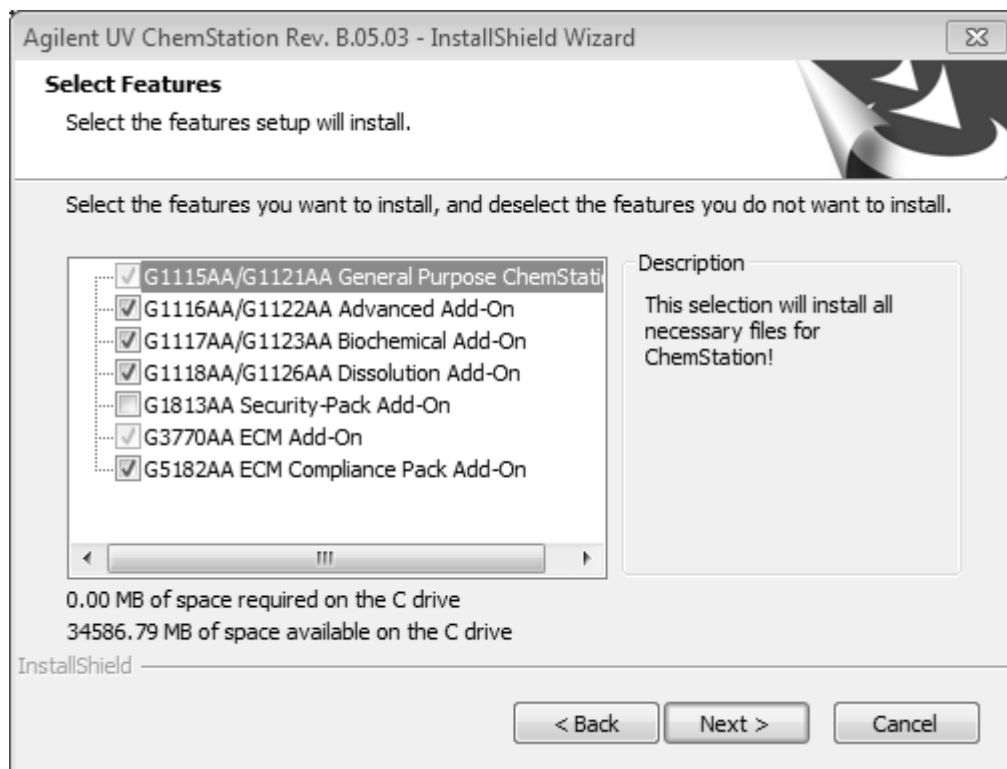 Agilent UV ChemStation Rev. B.05.03 - InstallShield Wizard
Select Features
Select the features setup will install.
Select the features you want to install, and deselect the features you do not want to install.
G1115AA/G1121AA General Purpose ChemStati
G1116AA/G1122AA Advanced Add-On
G1117AA/G1123AA Biochemical Add-On
G1118AA/G1126AA Dissolution Add-On
G1813AA Security-Pack Add-On
G3770AA ECM Add-On
G5182AA ECM Compliance Pack Add-On
Description
This selection will install all
necessary files for
ChemStation!
0.00 MB of space required on the C drive
34586.79 MB of space available on the C drive
InstallShield
< Back
Next >
Cancel